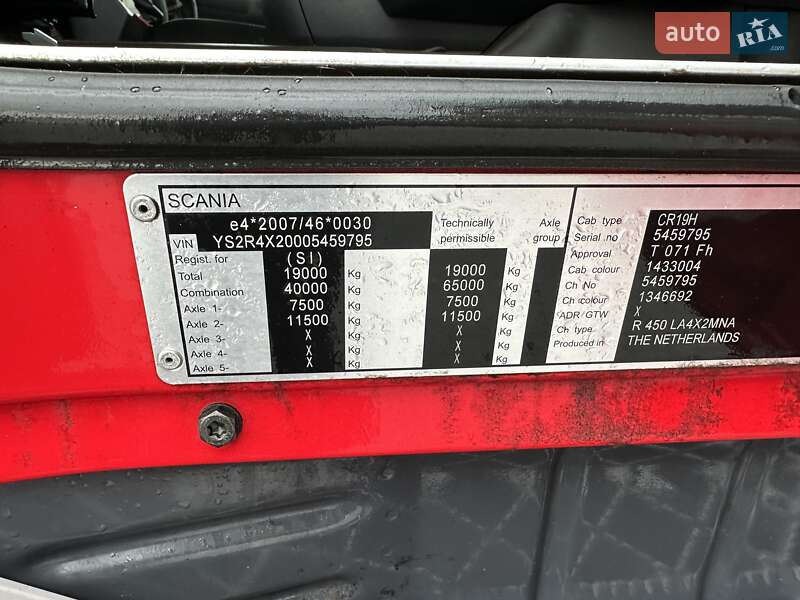 auto RIA.com
SCANIA
e4*2007/46*0030
VIN YS2R4X20005459795
Regist. for (SI)
Technically permissible
Axle group
Total 19000 Kg 19000 Kg
Combination 40000 Kg 65000 Kg
Axle 1- 7500 Kg 7500 Kg
Axle 2- 11500 Kg 11500 Kg
Axle 3- X Kg X Kg
Axle 4- X Kg X Kg
Axle 5- X Kg X Kg
Cab type CR19H
Serial no 5459795
Approval T 071 Fh
Cab colour 1433004
Ch No 5459795
Ch colour 1346692
ADR/GTW X
Ch type R 450 LA4X2MNA
Produced in THE NETHERLANDS